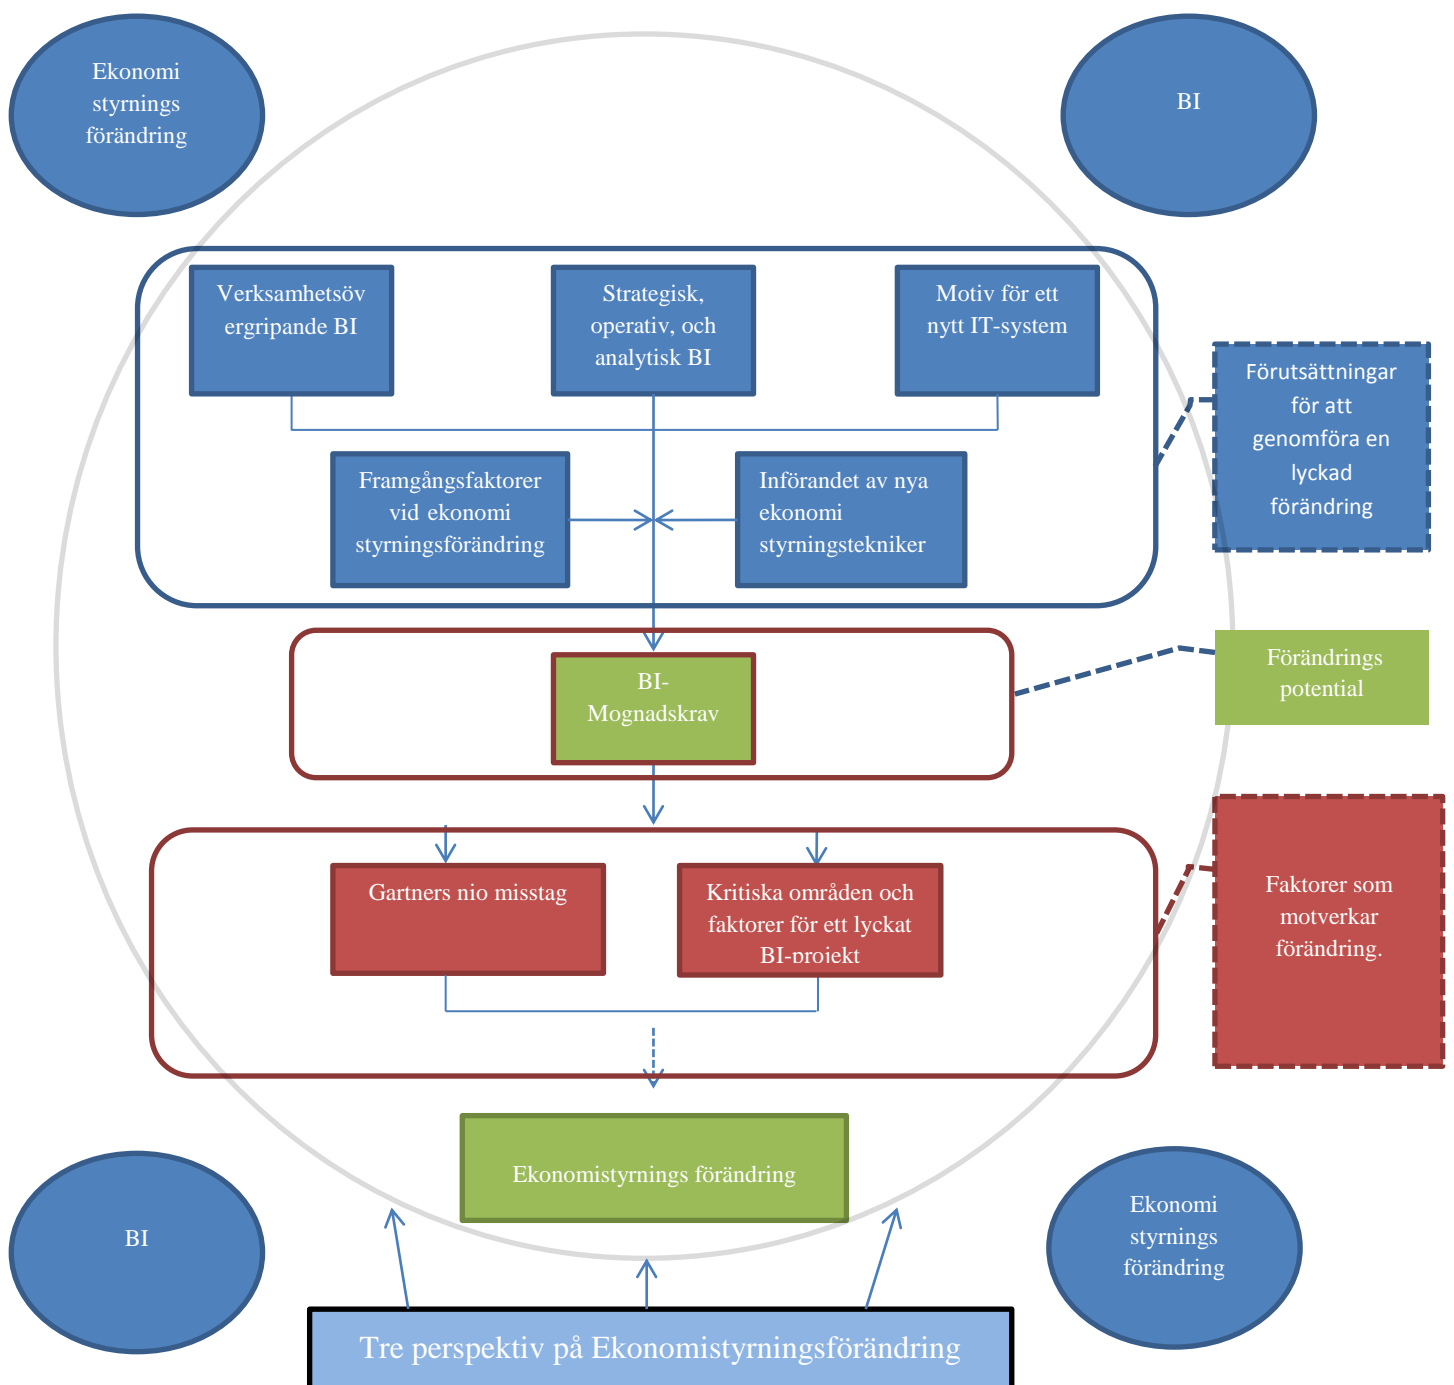 Ekonomi
styrnings
förändring
BI
Verksamhetsöv
ergripande BI
Strategisk,
operativ, och
analytisk BI
Motiv för ett
nytt IT-system
Förutsättningar
för att
genomföra en
lyckad
förändring
Framgångsfaktorer
vid ekonomi
styrningsförändring
Införandet av nya
ekonomi
styrningstekniker
BI-
Mognadskrav
Förändrings
potential
Gartners nio misstag
Kritiska områden och
faktorer för ett lyckat
BI-projekt
Faktorer som
motverkar
förändring.
Ekonomistyrnings förändring
BI
Ekonomi
styrnings
förändring
Tre perspektiv på Ekonomistyrningsförändring